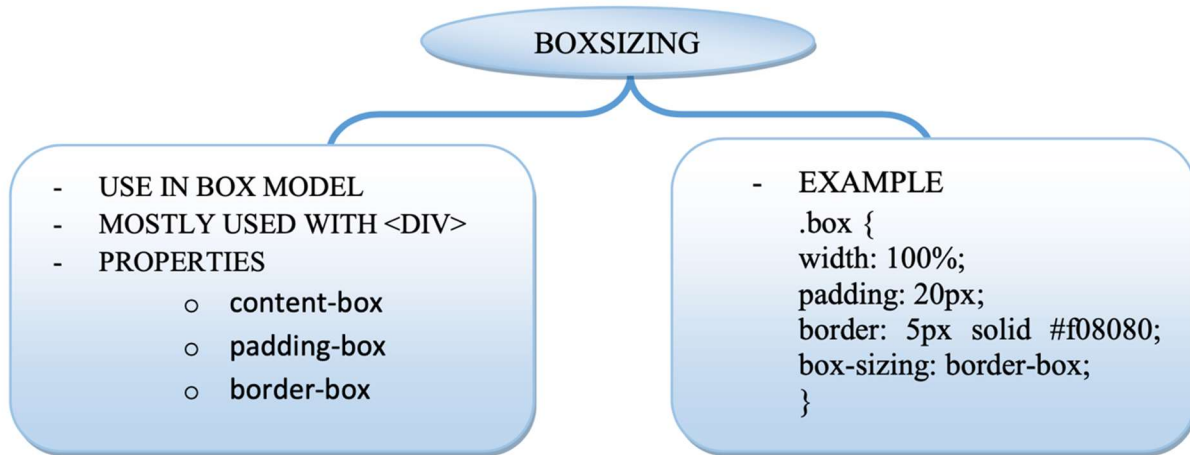 BOXSIZING
- USE IN BOX MODEL
- MOSTLY USED WITH <DIV>
- PROPERTIES
o content-box
o padding-box
o border-box
- EXAMPLE
.box {
width: 100%;
padding: 20px;
border: 5px solid #f08080;
box-sizing: border-box;
}